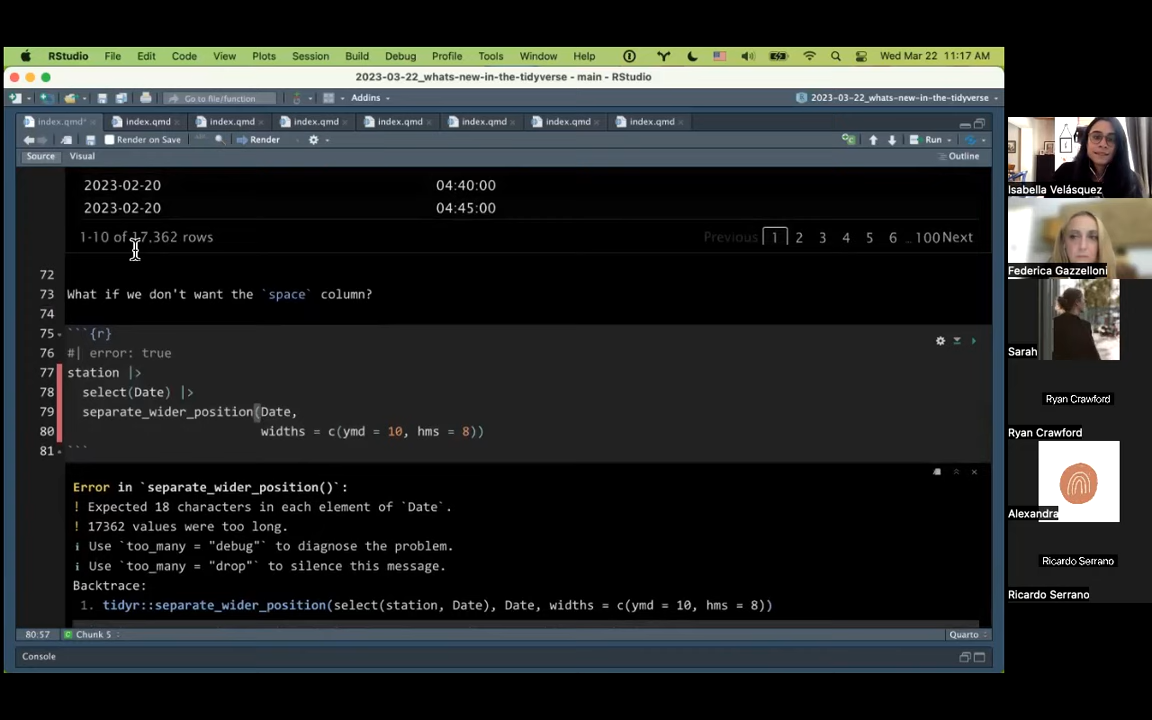 RStudio File Edit Code View Plots Session Build Debug Profile Tools Window Help Wed Mar 22 11:17 AM
2023-03-22_whats-new-in-the-tidyverse - main - RStudio
Go to file/function Addins 2023-03-22_whats-new-in-the-tidyverse
index.qmd* index.qmd index.qmd index.qmd index.qmd index.qmd index.qmd index.qmd
Render on Save Render Run
Source Visual Outline
2023-02-20 04:40:00
2023-02-20 04:45:00
1-10 of 17,362 rows Previous 1 2 3 4 5 6 ... 100 Next
72
73 What if we don't want the `space` column?
74
75 ```{r}
76 #| error: true
77 station |>
78 select(Date) |>
79 separate_wider_position(Date,
80 widths = c(ymd = 10, hms = 8))
81 ```
Error in `separate_wider_position()`:
! Expected 18 characters in each element of `Date`.
! 17362 values were too long.
i Use `too_many = "debug"` to diagnose the problem.
i Use `too_many = "drop"` to silence this message.
Backtrace:
1. tidyr::separate_wider_position(select(station, Date), Date, widths = c(ymd = 10, hms = 8))
80:57 Chunk 5 Quarto
Console
Isabella Velásquez
Federica Gazzelloni
Sarah
Ryan Crawford
Ryan Crawford
Alexandra
Ricardo Serrano
Ricardo Serrano